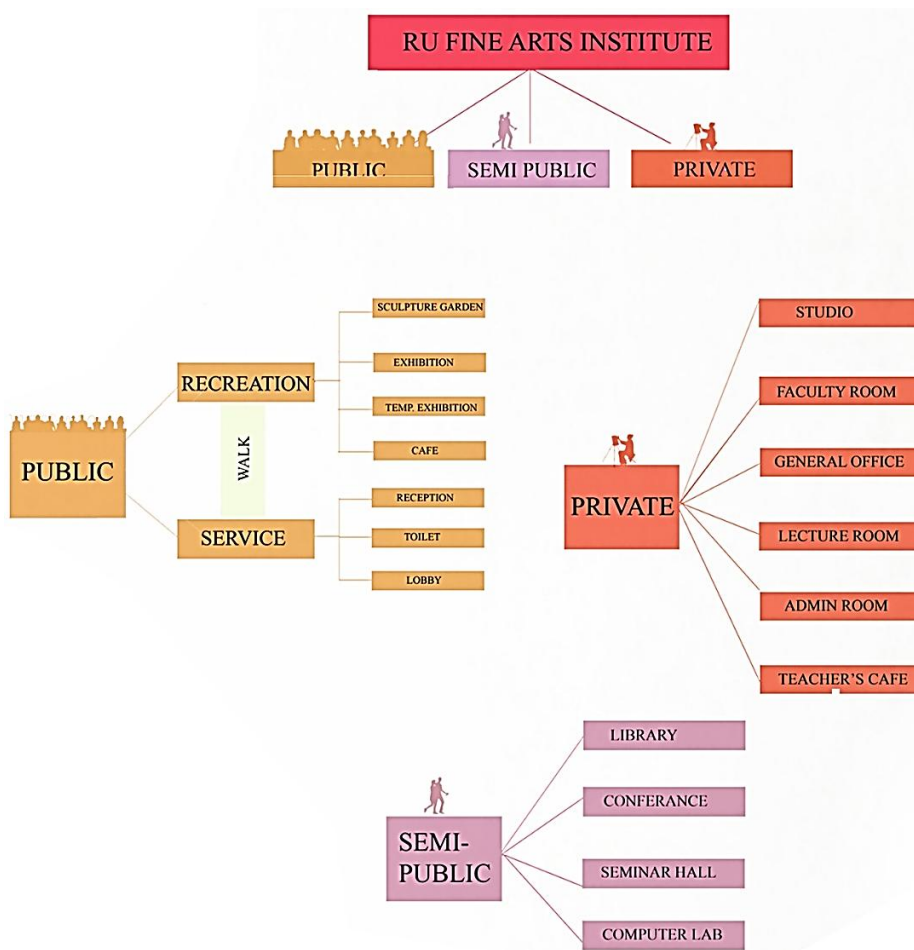 RU FINE ARTS INSTITUTE
PUBLIC
SEMI PUBLIC
PRIVATE
PUBLIC
RECREATION
WALK
SERVICE
SCULPTURE GARDEN
EXHIBITION
TEMP. EXHIBITION
CAFE
RECEPTION
TOILET
LOBBY
PRIVATE
STUDIO
FACULTY ROOM
GENERAL OFFICE
LECTURE ROOM
ADMIN ROOM
TEACHER'S CAFE
SEMI-
PUBLIC
LIBRARY
CONFERANCE
SEMINAR HALL
COMPUTER LAB